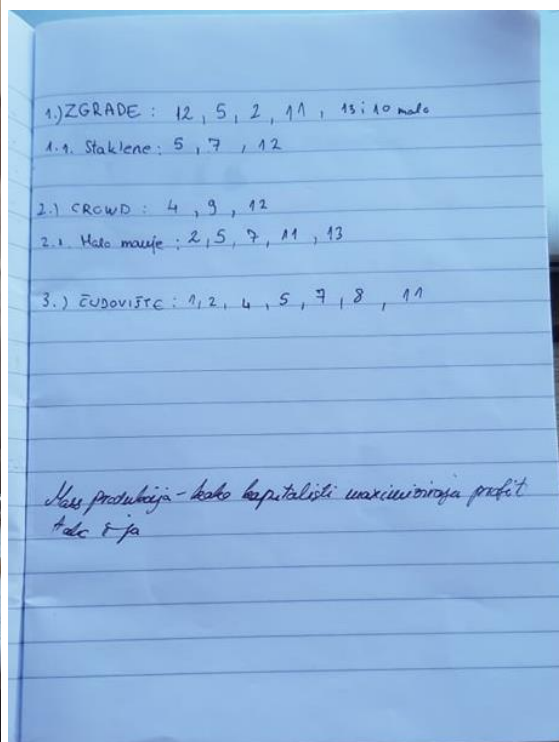 1.) ZGRADE : 12 , 5 , 2 , 11 , 13 i 10 malo
1.1. Staklene : 5 , 7 , 12
2.) CROWD : 4 , 9 , 12
2.1. Malo manje : 2 , 5 , 7 , 11 , 13
3.) ČUDOVIŠTE : 1 , 2 , 4 , 5 , 7 , 8 , 11
Mass produkcija - kako kapitalisti maximiziraju profit